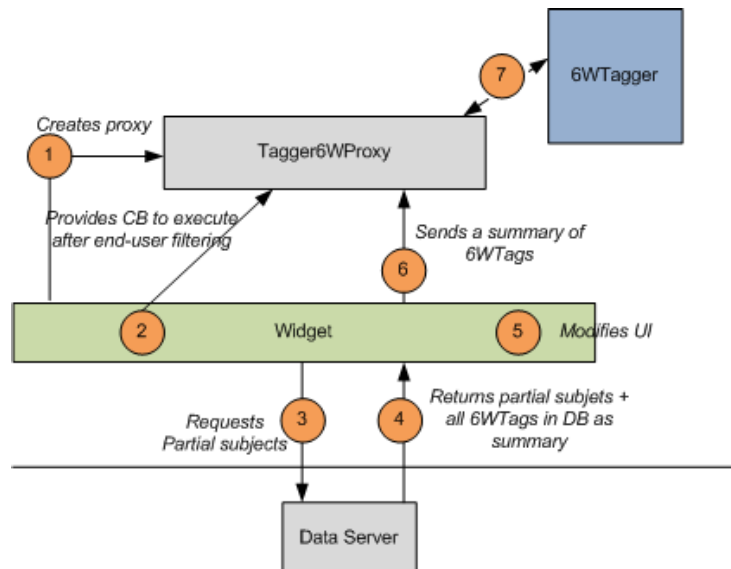 7
6WTagger
Creates proxy
1
Tagger6WProxy
Provides CB to execute
after end-user filtering
Sends a summary of
6WTags
6
2
Widget
5
Modifies UI
Requests
Partial subjects
3
4
Returns partial subjets +
all 6WTags in DB as
summary
Data Server